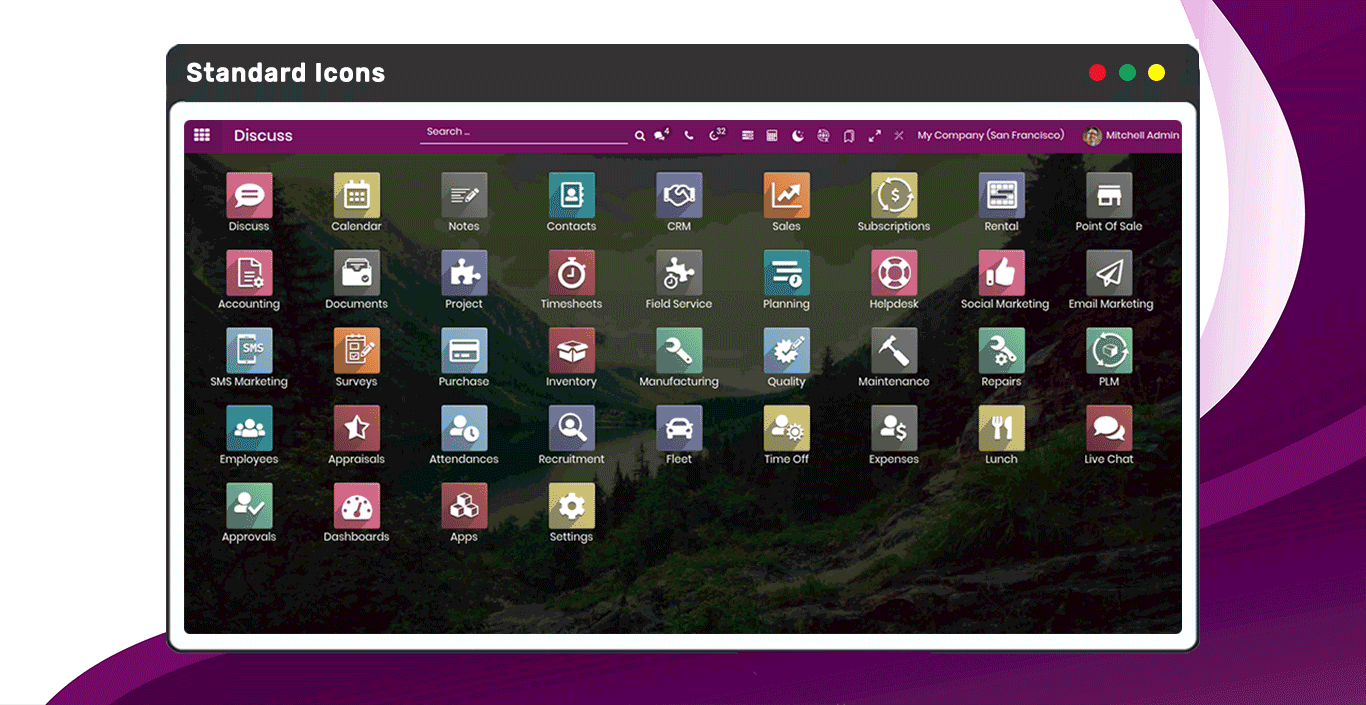 Standard Icons
Discuss Search ... 4 32 My Company (San Francisco) Mitchell Admin
Discuss Calendar Notes Contacts CRM Sales $ Subscriptions Rental Point Of Sale
Accounting Documents Project Timesheets Field Service Planning Helpdesk Social Marketing Email Marketing
SMS
SMS Marketing Surveys Purchase Inventory Manufacturing Quality Maintenance Repairs PLM
$
Employees Appraisals Attendances Recruitment Fleet Time Off Expenses Lunch Live Chat
Approvals Dashboards Apps Settings